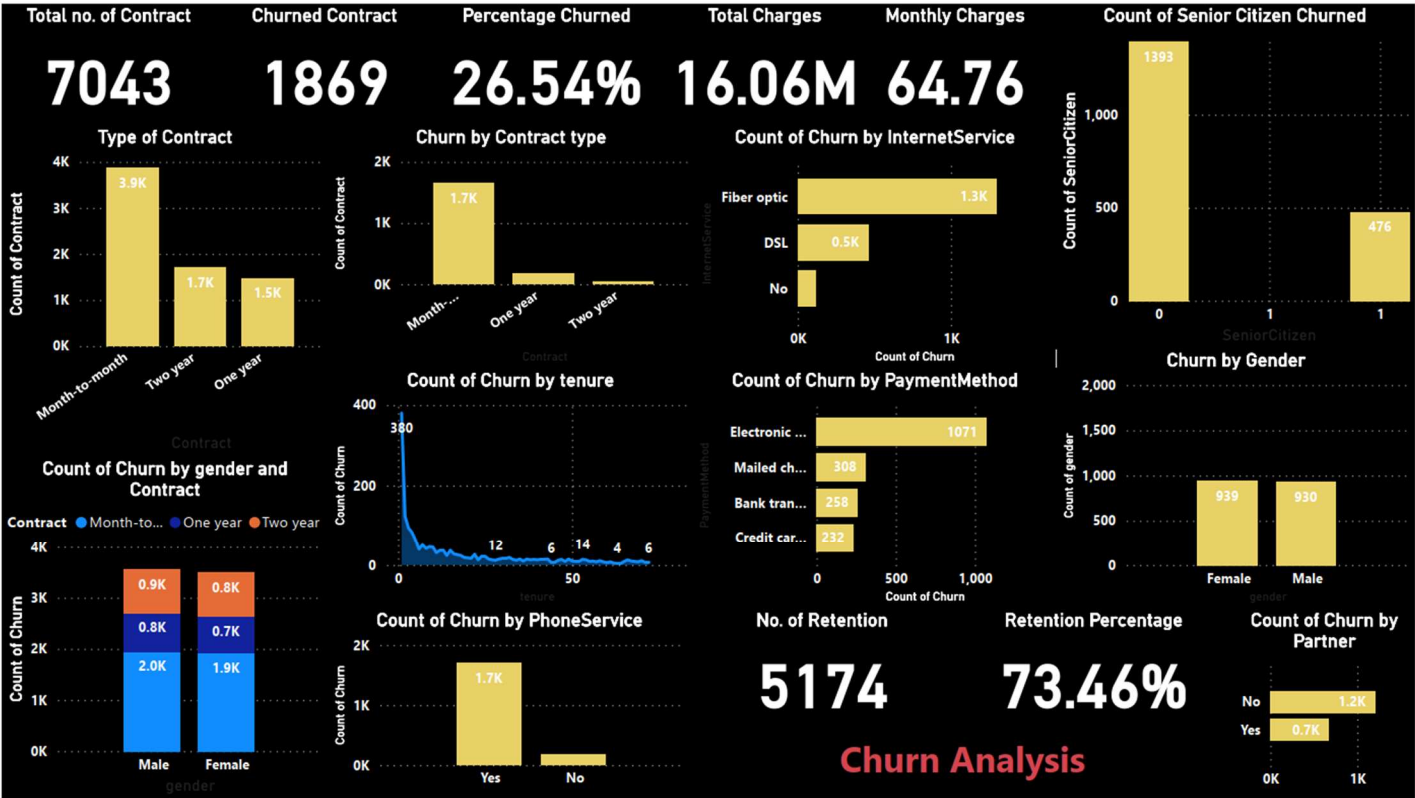 Total no. of Contract
7043
Churned Contract
1869
Percentage Churned
26.54%
Total Charges
16.06M
Monthly Charges
64.76
Count of Senior Citizen Churned
Count of SeniorCitizen
1,000
500
0
1393
476
0
1
1
SeniorCitizen
Type of Contract
Count of Contract
4K
3K
2K
1K
0K
3.9K
1.7K
1.5K
Month-to-month
Two year
One year
Contract
Churn by Contract type
Count of Contract
2K
1K
0K
1.7K
Month-...
One year
Two year
Contract
Count of Churn by InternetService
InternetService
Fiber optic
1.3K
DSL
0.5K
No
0K
1K
Count of Churn
Count of Churn by gender and
Contract
Contract
Month-to...
One year
Two year
Count of Churn
4K
3K
2K
1K
0K
0.9K
0.8K
2.0K
0.8K
0.7K
1.9K
Male
Female
gender
Count of Churn by tenure
Count of Churn
400
200
0
380
12
6
14
4
6
0
50
tenure
Count of Churn by PaymentMethod
PaymentMethod
Electronic ...
1071
Mailed ch...
308
Bank tran...
258
Credit car...
232
0
500
1,000
Count of Churn
Churn by Gender
Count of gender
2,000
1,500
1,000
500
0
939
930
Female
Male
gender
Count of Churn by PhoneService
Count of Churn
2K
1K
0K
1.7K
Yes
No
No. of Retention
5174
Retention Percentage
73.46%
Churn Analysis
Count of Churn by
Partner
No
1.2K
Yes
0.7K
0K
1K